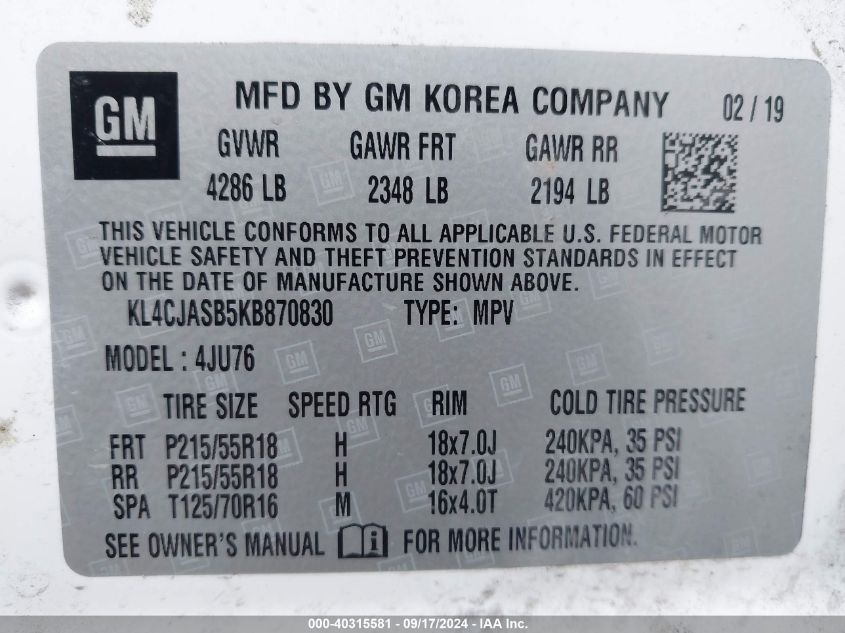 GM
MFD BY GM KOREA COMPANY 02 / 19
GVWR GAWR FRT GAWR RR
4286 LB 2348 LB 2194 LB
THIS VEHICLE CONFORMS TO ALL APPLICABLE U.S. FEDERAL MOTOR
VEHICLE SAFETY AND THEFT PREVENTION STANDARDS IN EFFECT
ON THE DATE OF MANUFACTURE SHOWN ABOVE.
KL4CJASB5KB870830 TYPE: MPV
MODEL : 4JU76
TIRE SIZE SPEED RTG RIM COLD TIRE PRESSURE
FRT P215/55R18 H 18x7.0J 240KPA, 35 PSI
RR P215/55R18 H 18x7.0J 240KPA, 35 PSI
SPA T125/70R16 M 16x4.0T 420KPA, 60 PSI
SEE OWNER'S MANUAL i FOR MORE INFORMATION.
000-40315581 - 09/17/2024 - IAA Inc.